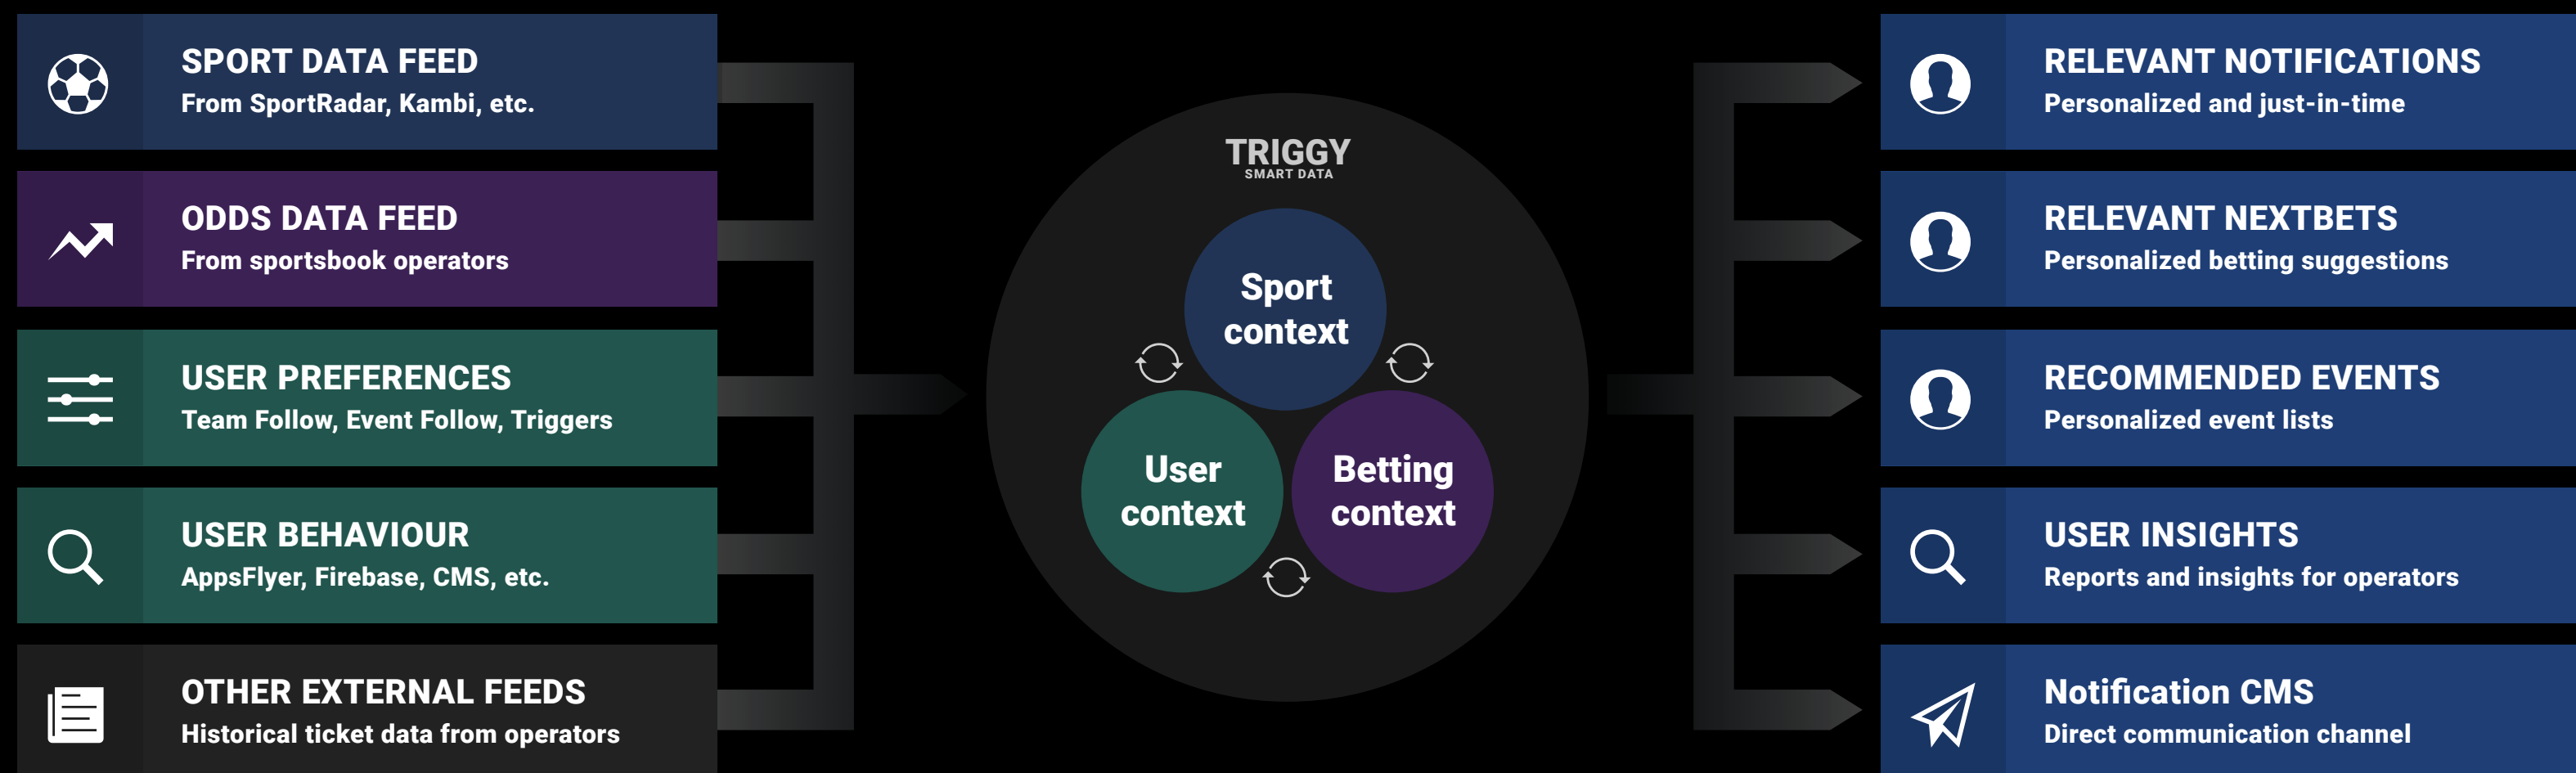 SPORT DATA FEED
From SportRadar, Kambi, etc.
ODDS DATA FEED
From sportsbook operators
USER PREFERENCES
Team Follow, Event Follow, Triggers
USER BEHAVIOUR
AppsFlyer, Firebase, CMS, etc.
OTHER EXTERNAL FEEDS
Historical ticket data from operators
TRIGGY
SMART DATA
Sport
context
User
context
Betting
context
RELEVANT NOTIFICATIONS
Personalized and just-in-time
RELEVANT NEXTBETS
Personalized betting suggestions
RECOMMENDED EVENTS
Personalized event lists
USER INSIGHTS
Reports and insights for operators
Notification CMS
Direct communication channel